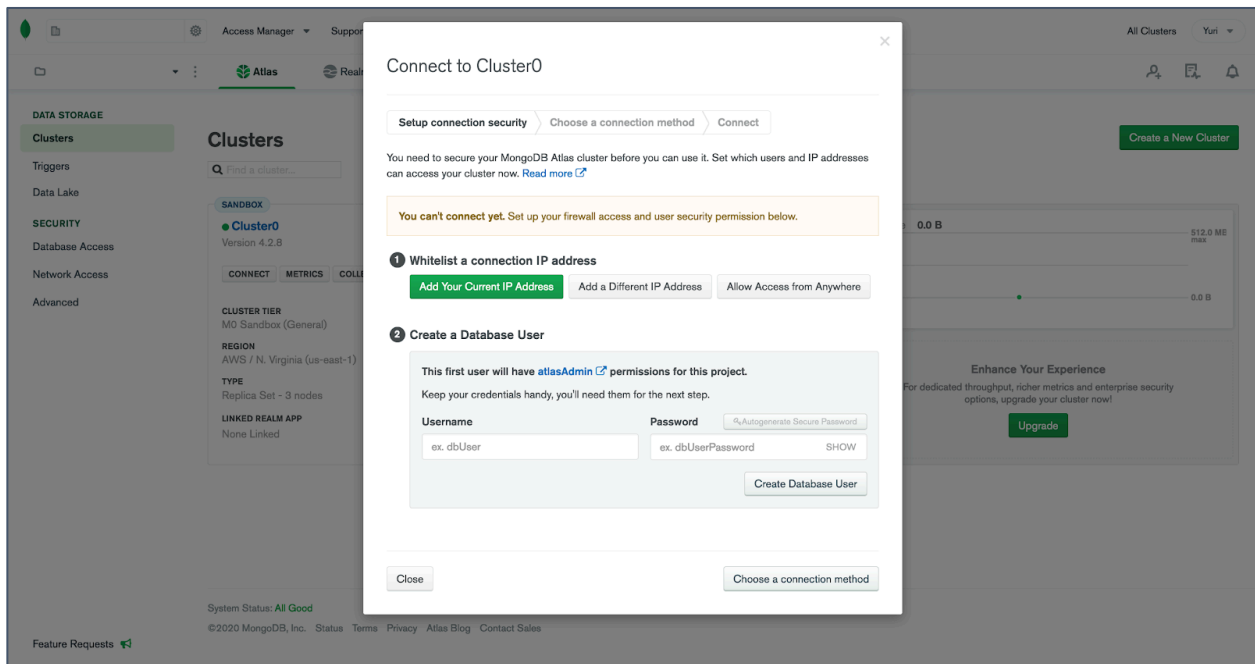 Access Manager
Suppor
All Clusters
Yuri
Atlas
Real
DATA STORAGE
Clusters
Triggers
Data Lake
SECURITY
Database Access
Network Access
Advanced
Feature Requests
Clusters
Find a cluster...
Create a New Cluster
SANDBOX
Cluster0
Version 4.2.8
CONNECT METRICS COLLE
CLUSTER TIER
M0 Sandbox (General)
REGION
AWS / N. Virginia (us-east-1)
TYPE
Replica Set - 3 nodes
LINKED REALM APP
None Linked
Connect to Cluster0
Setup connection security Choose a connection method Connect
You need to secure your MongoDB Atlas cluster before you can use it. Set which users and IP addresses
can access your cluster now. Read more
You can't connect yet. Set up your firewall access and user security permission below.
1 Whitelist a connection IP address
Add Your Current IP Address Add a Different IP Address Allow Access from Anywhere
2 Create a Database User
This first user will have atlasAdmin permissions for this project.
Keep your credentials handy, you'll need them for the next step.
Username Password Autogenerate Secure Password
ex. dbUser ex. dbUserPassword SHOW
Create Database User
Close Choose a connection method
0.0 B
512.0 MB
max
0.0 B
Enhance Your Experience
For dedicated throughput, richer metrics and enterprise security
options, upgrade your cluster now!
Upgrade
System Status: All Good
©2020 MongoDB, Inc. Status Terms Privacy Atlas Blog Contact Sales